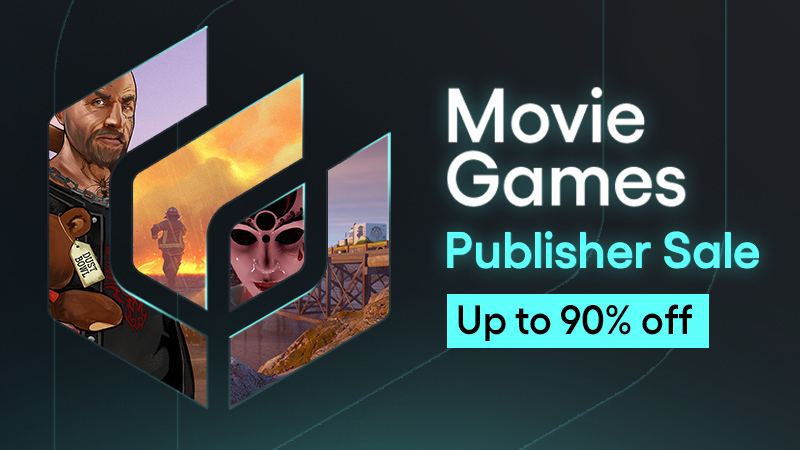 Movie
Games
Publisher Sale
Up to 90% off
DUST
BOWL